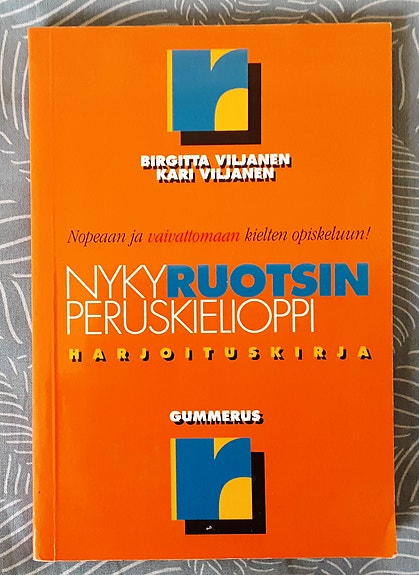 r
BIRGITTA VILJANEN
KARI VILJANEN
Nopeaan ja vaivattomaan kielten opiskeluun!
NYKYRUOTSIN
PERUSKIELIOPPI
HARJOITUSKIRJA
GUMMERUS
r